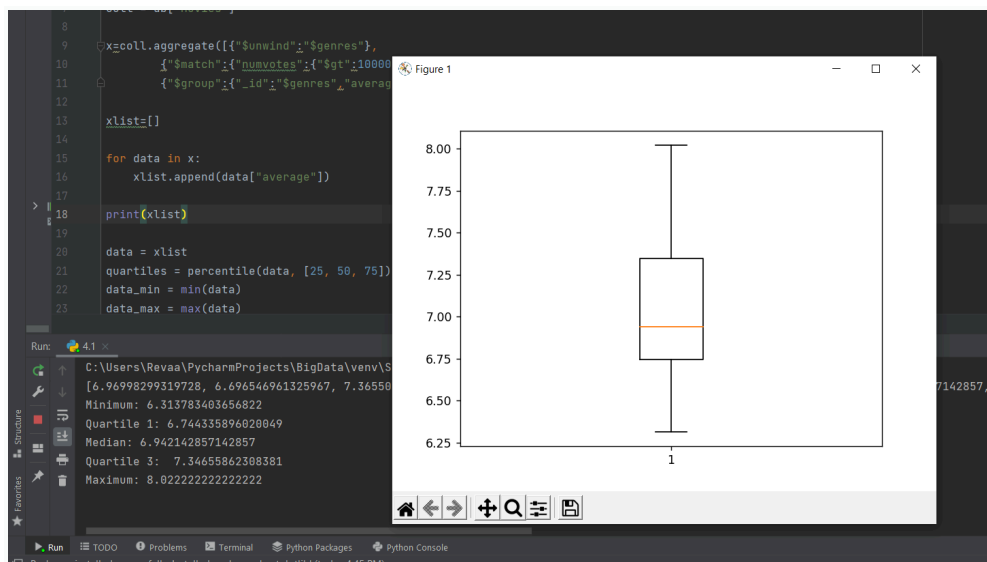 8
9 x=coll.aggregate([{"$unwind":"$genres"},
10 {"$match":{"numvotes":{"$gt":10000
11 {"$group":{"_id":"$genres","averag
12
13 xlist=[]
14
15 for data in x:
16 xlist.append(data["average"])
17
18 print(xlist)
19
20 data = xlist
21 quartiles = percentile(data, [25, 50, 75])
22 data_min = min(data)
23 data_max = max(data)
Figure 1
8.00
7.75
7.50
7.25
7.00
6.75
6.50
6.25
1
Run: 4.1
C:\Users\Revaa\PycharmProjects\BigData\venv\S
[6.96998299319728, 6.696546961325967, 7.36550 7142857,
Minimum: 6.313783403656822
Quartile 1: 6.744335896020049
Median: 6.942142857142857
Quartile 3: 7.34655862308381
Maximum: 8.022222222222222
Structure
Favorites
Run TODO Problems Terminal Python Packages Python Console